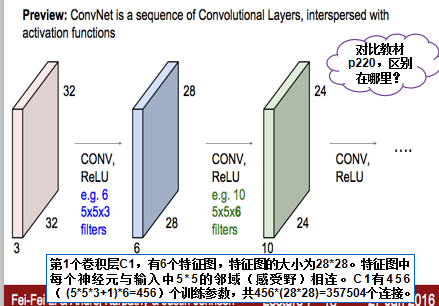 Preview: ConvNet is a sequence of Convolutional Layers, interspersed with
activation functions
对比教材
p220，区别
在哪里？
32
28
24
CONV,
ReLU
e.g. 6
5x5x3
filters
CONV,
ReLU
e.g. 10
5x5x6
filters
....
32
28
24
3
6
10
第1个卷积层C1，有6个特征图，特征图的大小为28*28。特征图中
每个神经元与输入中5*5的邻域（感受野）相连。C1有456
（（5*5*3+1)*6=456）个训练参数，共456*(28*28)=357504个连接。
Fei-Fei
2016